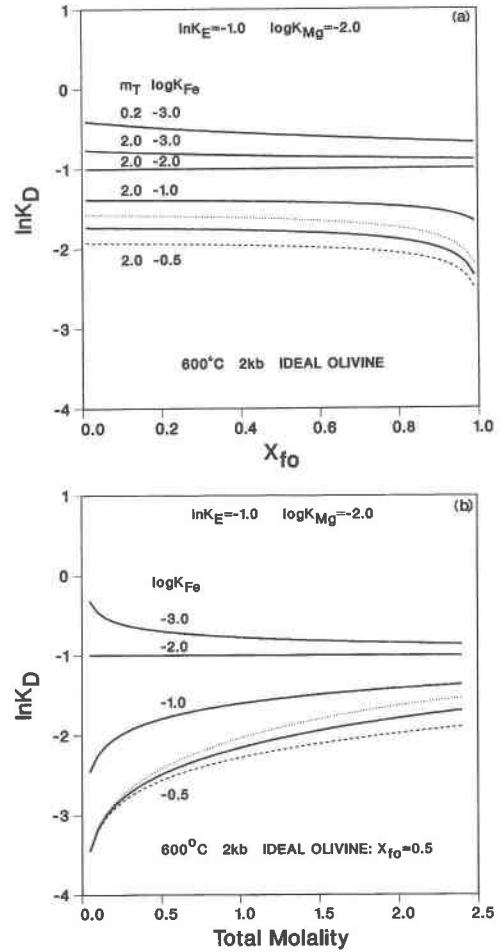 (a)
lnK_E=-1.0 logK_Mg=-2.0
m_T logK_Fe
0.2 -3.0
2.0 -3.0
2.0 -2.0
2.0 -1.0
2.0 -0.5
600°C 2kb IDEAL OLIVINE
1
0
-1
-2
-3
-4
lnK_D
0.0 0.2 0.4 0.6 0.8 1.0
X_fo
(b)
lnK_E=-1.0 logK_Mg=-2.0
logK_Fe
-3.0
-2.0
-1.0
-0.5
600°C 2kb IDEAL OLIVINE: X_fo=0.5
1
0
-1
-2
-3
-4
lnK_D
0.0 0.5 1.0 1.5 2.0 2.5
Total Molality